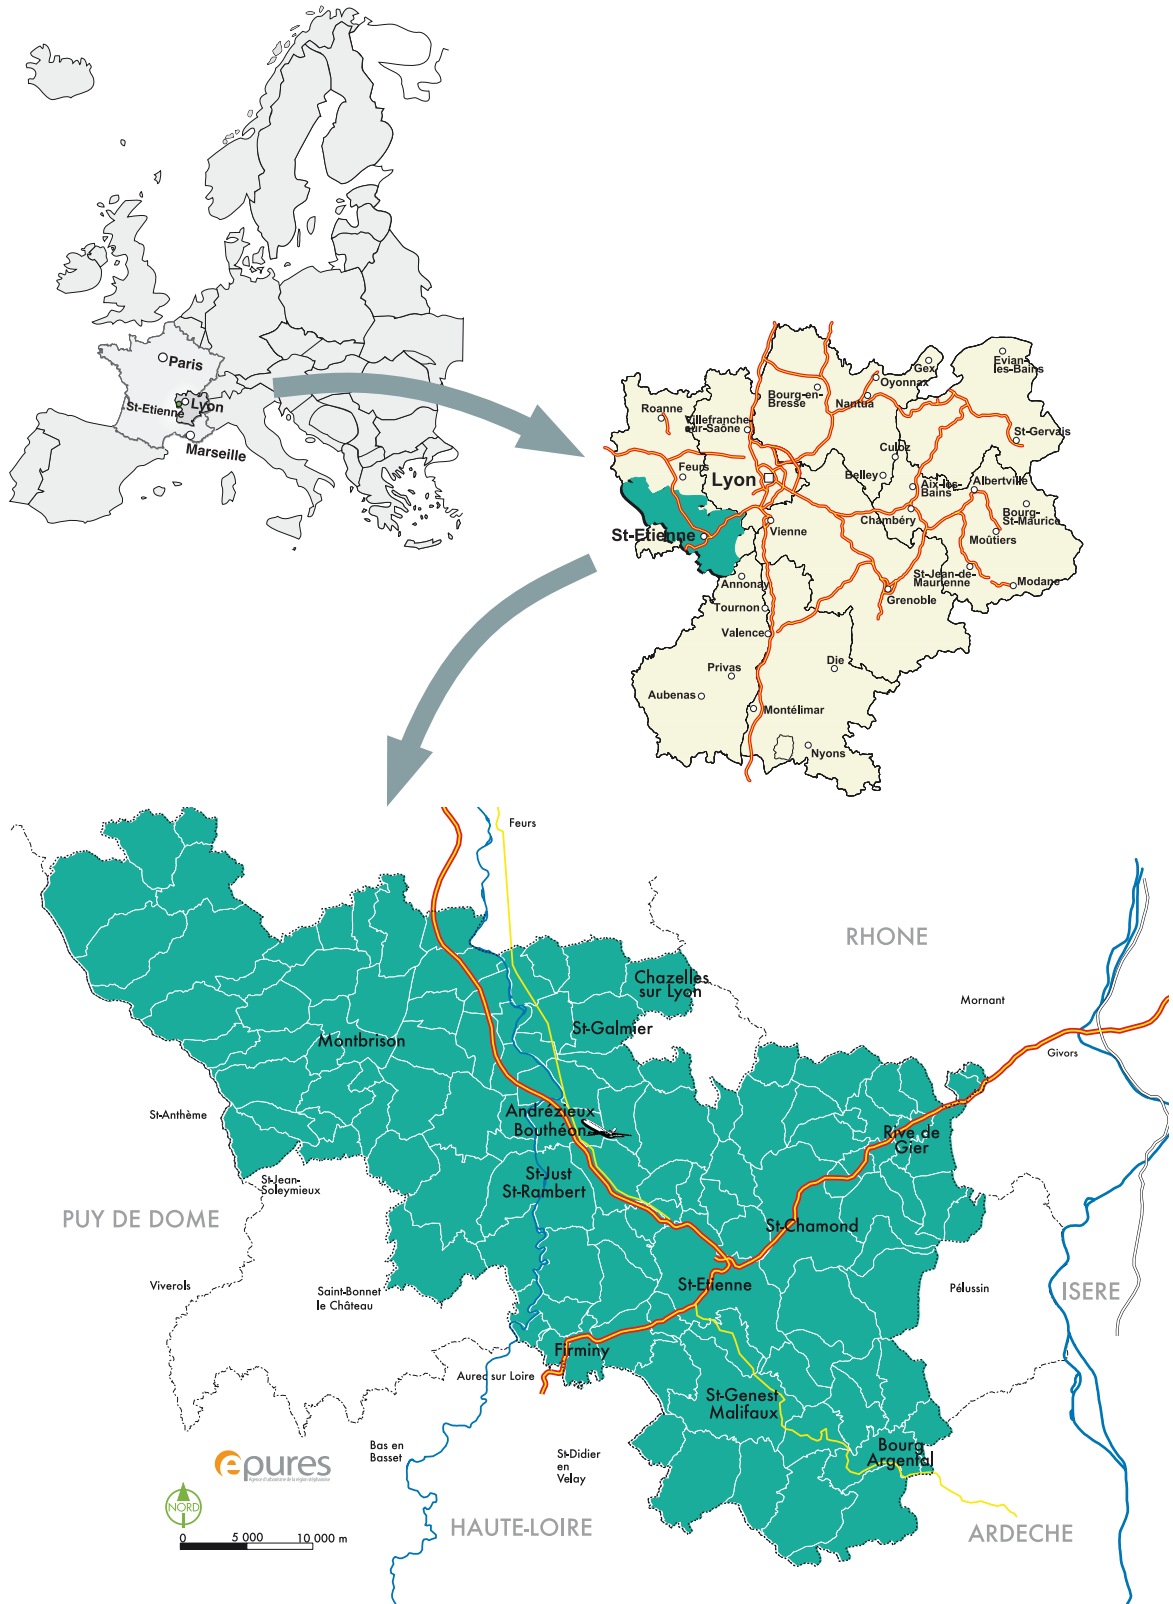 Paris
St-Etienne
Lyon
Marseille
Evian-
les-Bains
Gex
Oyonnax
Bourg-en-
Bresse
Nantua
Roanne
Villefranche-
sur-Saône
St-Gervais
Culoz
Feurs
Lyon
Belley
Aix-les-
Bains
Albertville
Bourg-
St-Maurice
Chambéry
St-Etienne
Vienne
Moûtiers
St-Jean-de-
Maurienne
Modane
Annonay
Grenoble
Tournon
Valence
Privas
Die
Aubenas
Montélimar
Nyons
Feurs
RHONE
Chazelles
sur Lyon
Mornant
St-Galmier
Montbrison
Givors
St-Anthème
Andrézieux
Bouthéon
Rive de
Gier
St-Jean-
Soleymieux
St-Just
St-Rambert
PUY DE DOME
St-Chamond
Viverols
Saint-Bonnet
le Château
St-Etienne
Pélussin
ISERE
Firminy
Aurec sur Loire
St-Genest
Malifaux
Bas en
Basset
St-Didier
en
Velay
Bourg
Argental
epures
Agence d'urbanisme de la région stéphanoise
NORD
HAUTE-LOIRE
ARDECHE
0 5 000 10 000 m